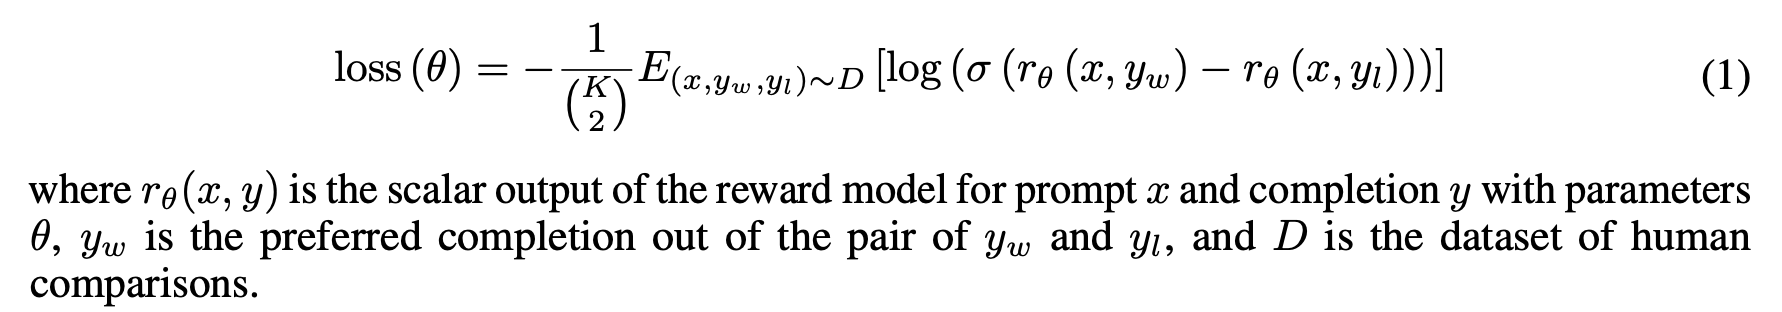 loss (θ) = −\frac{1}{\binom{K}{2}} E_{(x,y_w,y_l)∼D} [log (σ (r_θ (x, y_w) − r_θ (x, y_l)))] (1)
where r_θ(x, y) is the scalar output of the reward model for prompt x and completion y with parameters
θ, y_w is the preferred completion out of the pair of y_w and y_l, and D is the dataset of human
comparisons.